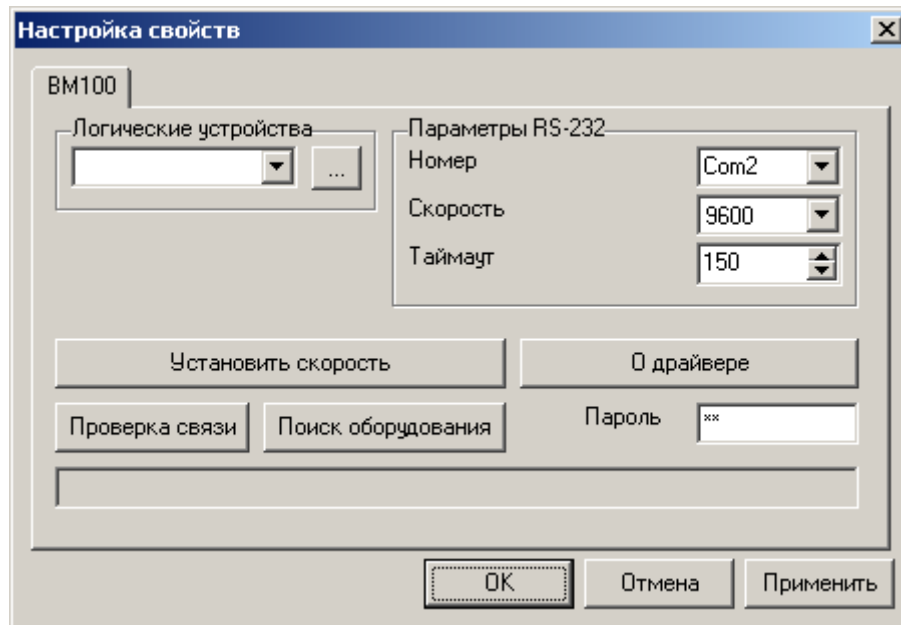 Настройка свойств
ВМ100
Логические устройства
...
Параметры RS-232
Номер
Com2
Скорость
9600
Таймаут
150
Установить скорость
О драйвере
Проверка связи
Поиск оборудования
Пароль
**
OK
Отмена
Применить